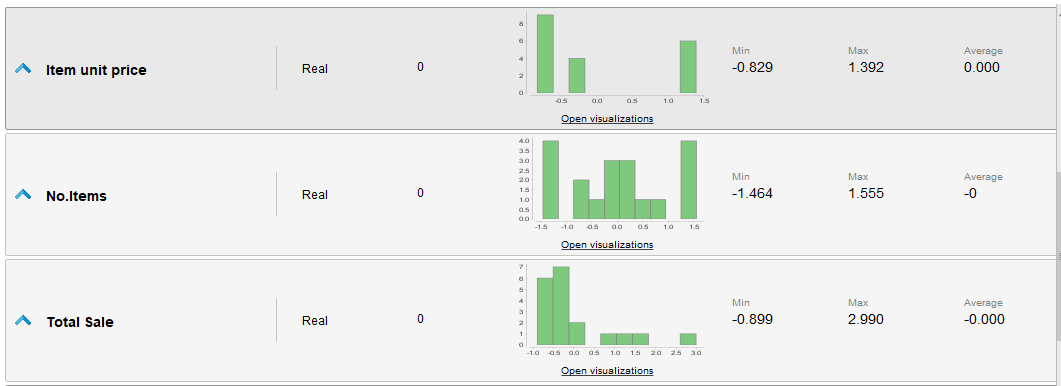 8
6
4
2
0
-0.5 0.0 0.5 1.0 1.5
Item unit price
Real
0
Open visualizations
Min
-0.829
Max
1.392
Average
0.000
4.0
3.5
3.0
2.5
2.0
1.5
1.0
0.5
0.0
-1.5 -1.0 -0.5 0.0 0.5 1.0 1.5
No.Items
Real
0
Open visualizations
Min
-1.464
Max
1.555
Average
-0
7
6
5
4
3
2
1
0
-1.0 -0.5 0.0 0.5 1.0 1.5 2.0 2.5 3.0
Total Sale
Real
0
Open visualizations
Min
-0.899
Max
2.990
Average
-0.000